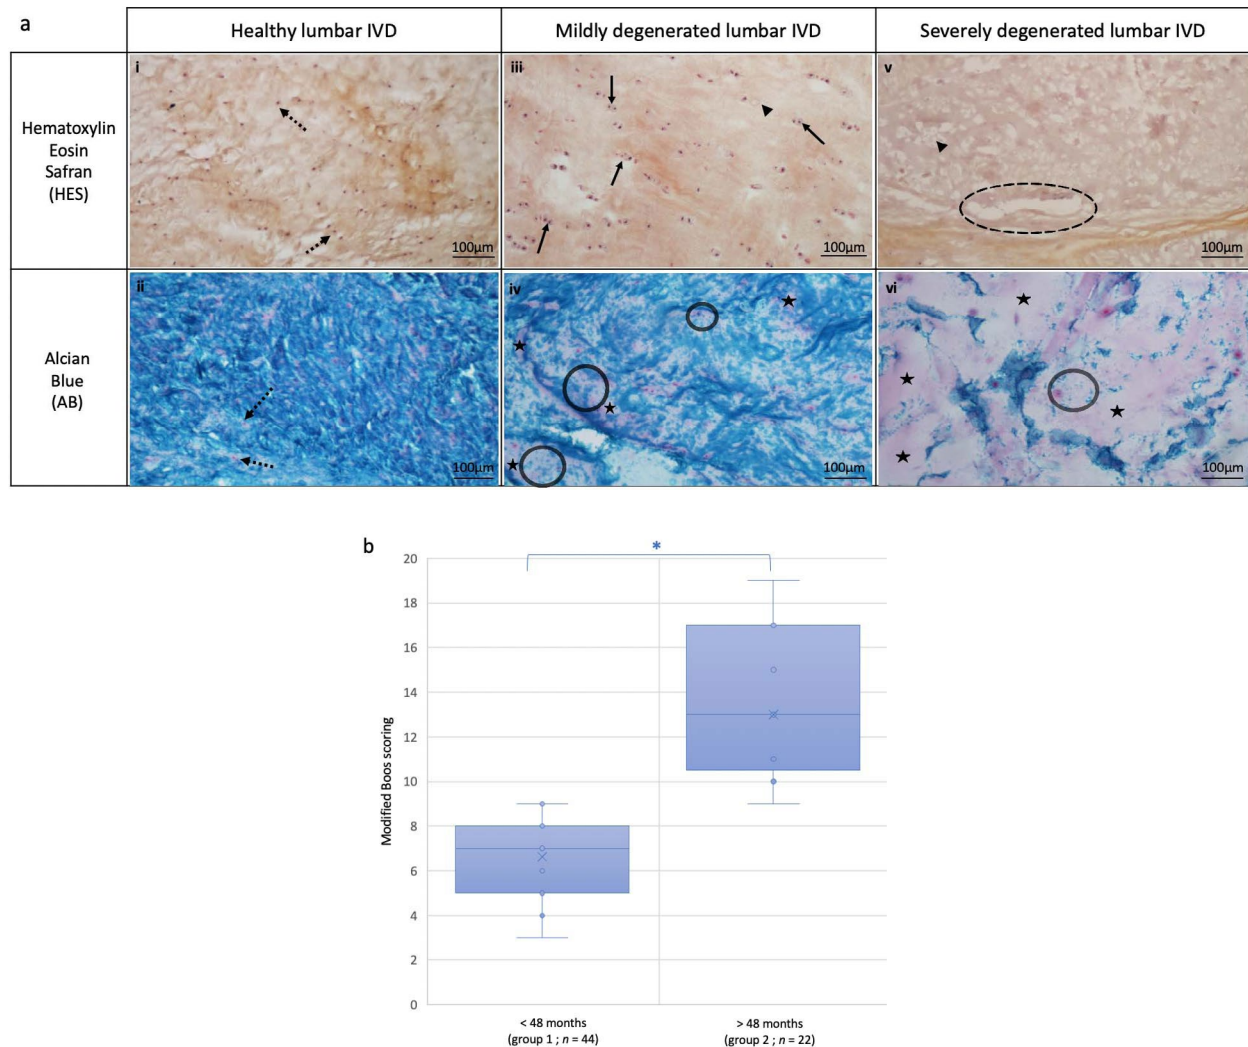 a
Healthy lumbar IVD
Mildly degenerated lumbar IVD
Severely degenerated lumbar IVD
Hematoxylin
Eosin
Safran
(HES)
i
100µm
iii
100µm
v
100µm
Alcian
Blue
(AB)
ii
100µm
iv
100µm
vi
100µm
b
*
20
18
16
14
12
10
8
6
4
2
0
Modified Boos scoring
< 48 months
(group 1 ; n = 44)
> 48 months
(group 2 ; n = 22)